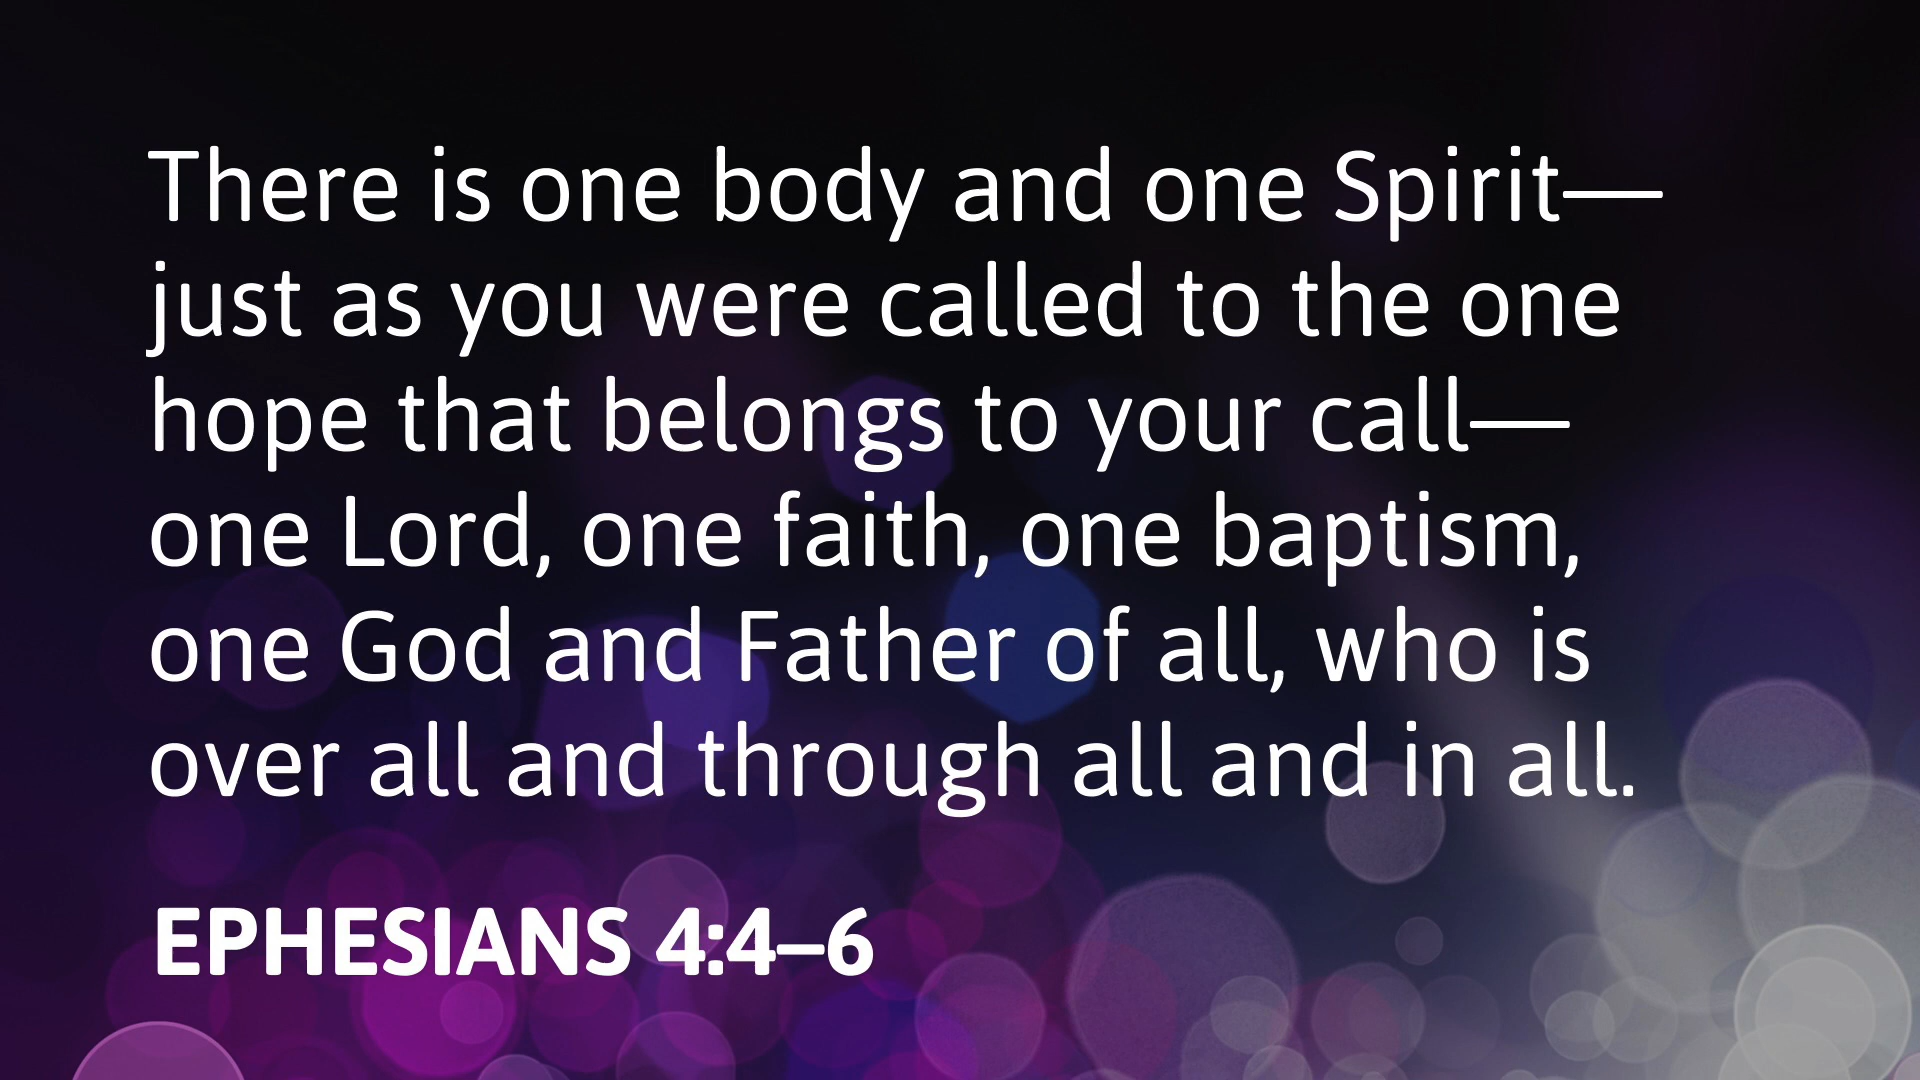 There is one body and one Spirit—
just as you were called to the one
hope that belongs to your call—
one Lord, one faith, one baptism,
one God and Father of all, who is
over all and through all and in all.
EPHESIANS 4:4–6